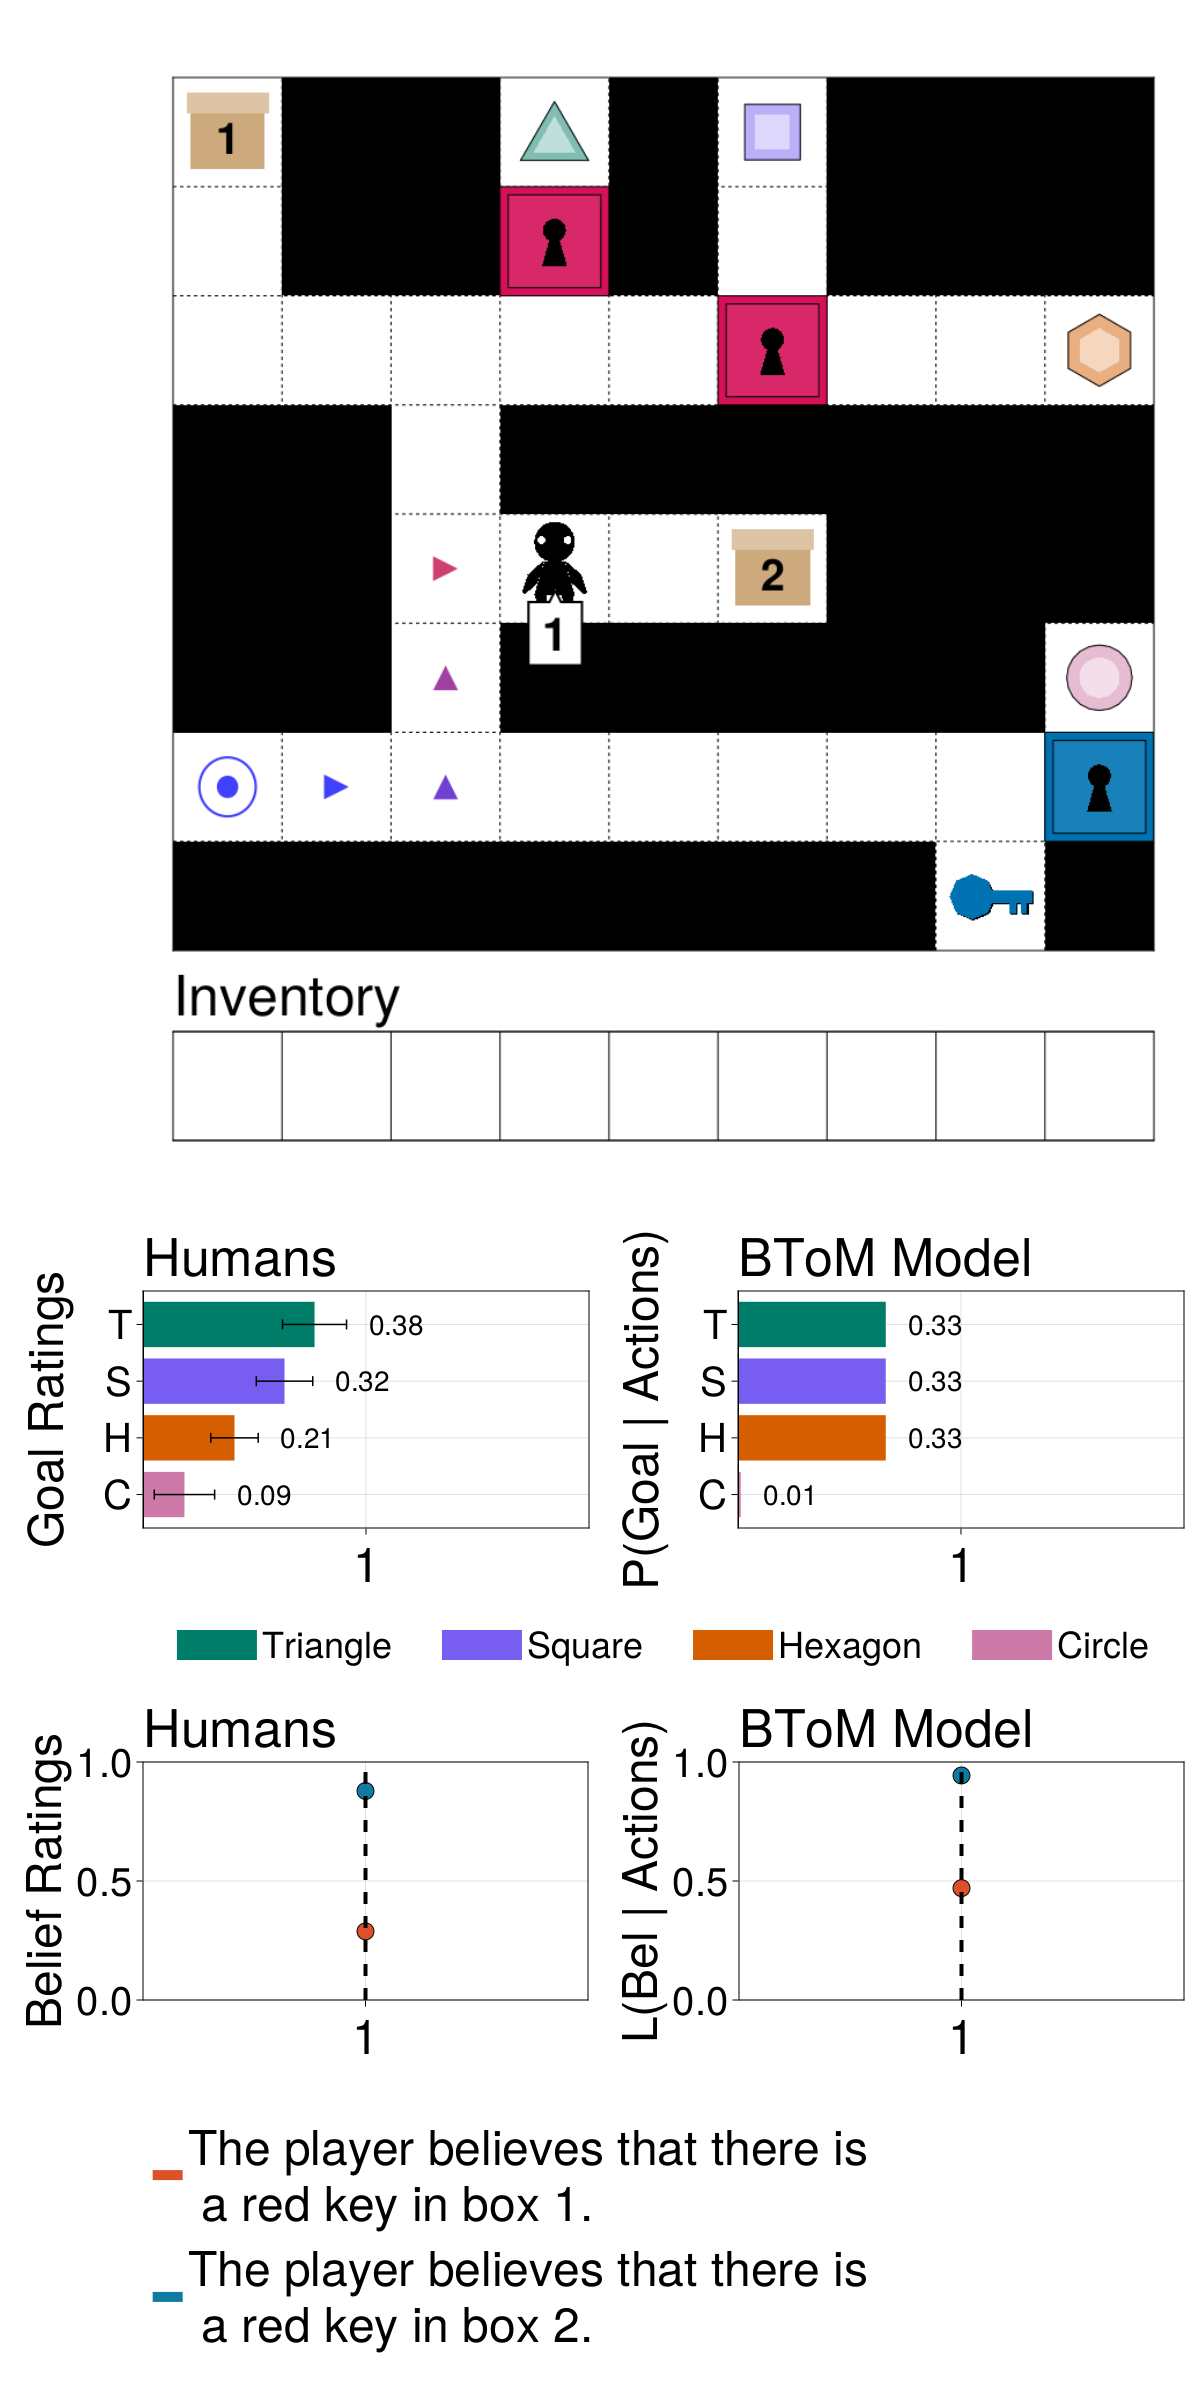 1
2
1
Inventory
Humans
BToM Model
Goal Ratings
T
0.38
S
0.32
H
0.21
C
0.09
1
P(Goal | Actions)
T
0.33
S
0.33
H
0.33
C
0.01
1
Triangle
Square
Hexagon
Circle
Humans
BToM Model
Belief Ratings
1.0
0.5
0.0
1
L(Bel | Actions)
1.0
0.5
0.0
1
The player believes that there is
a red key in box 1.
The player believes that there is
a red key in box 2.